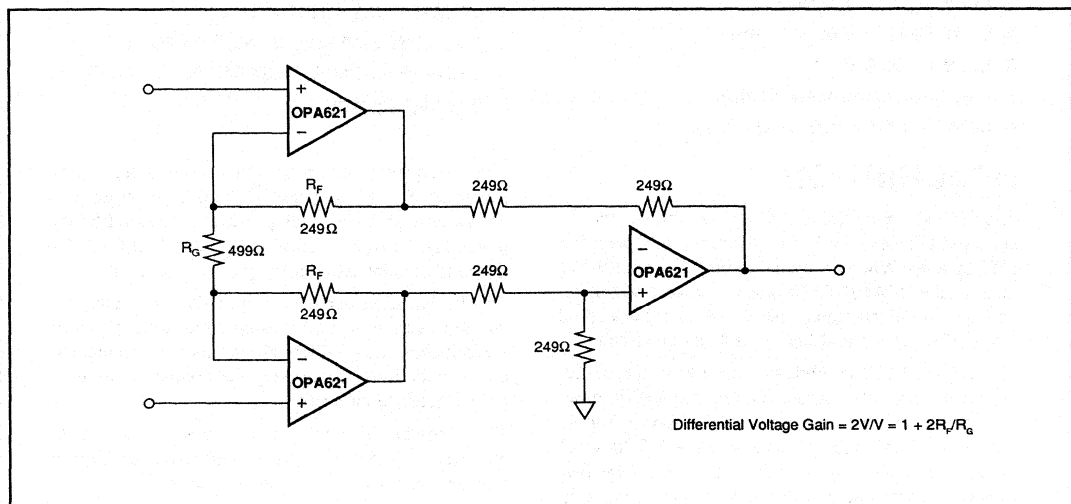 +
OPA621
−
R_F
249Ω
249Ω
249Ω
R_G
499Ω
−
OPA621
+
R_F
249Ω
249Ω
249Ω
−
OPA621
+
Differential Voltage Gain = 2V/V = 1 + 2R_F/R_G